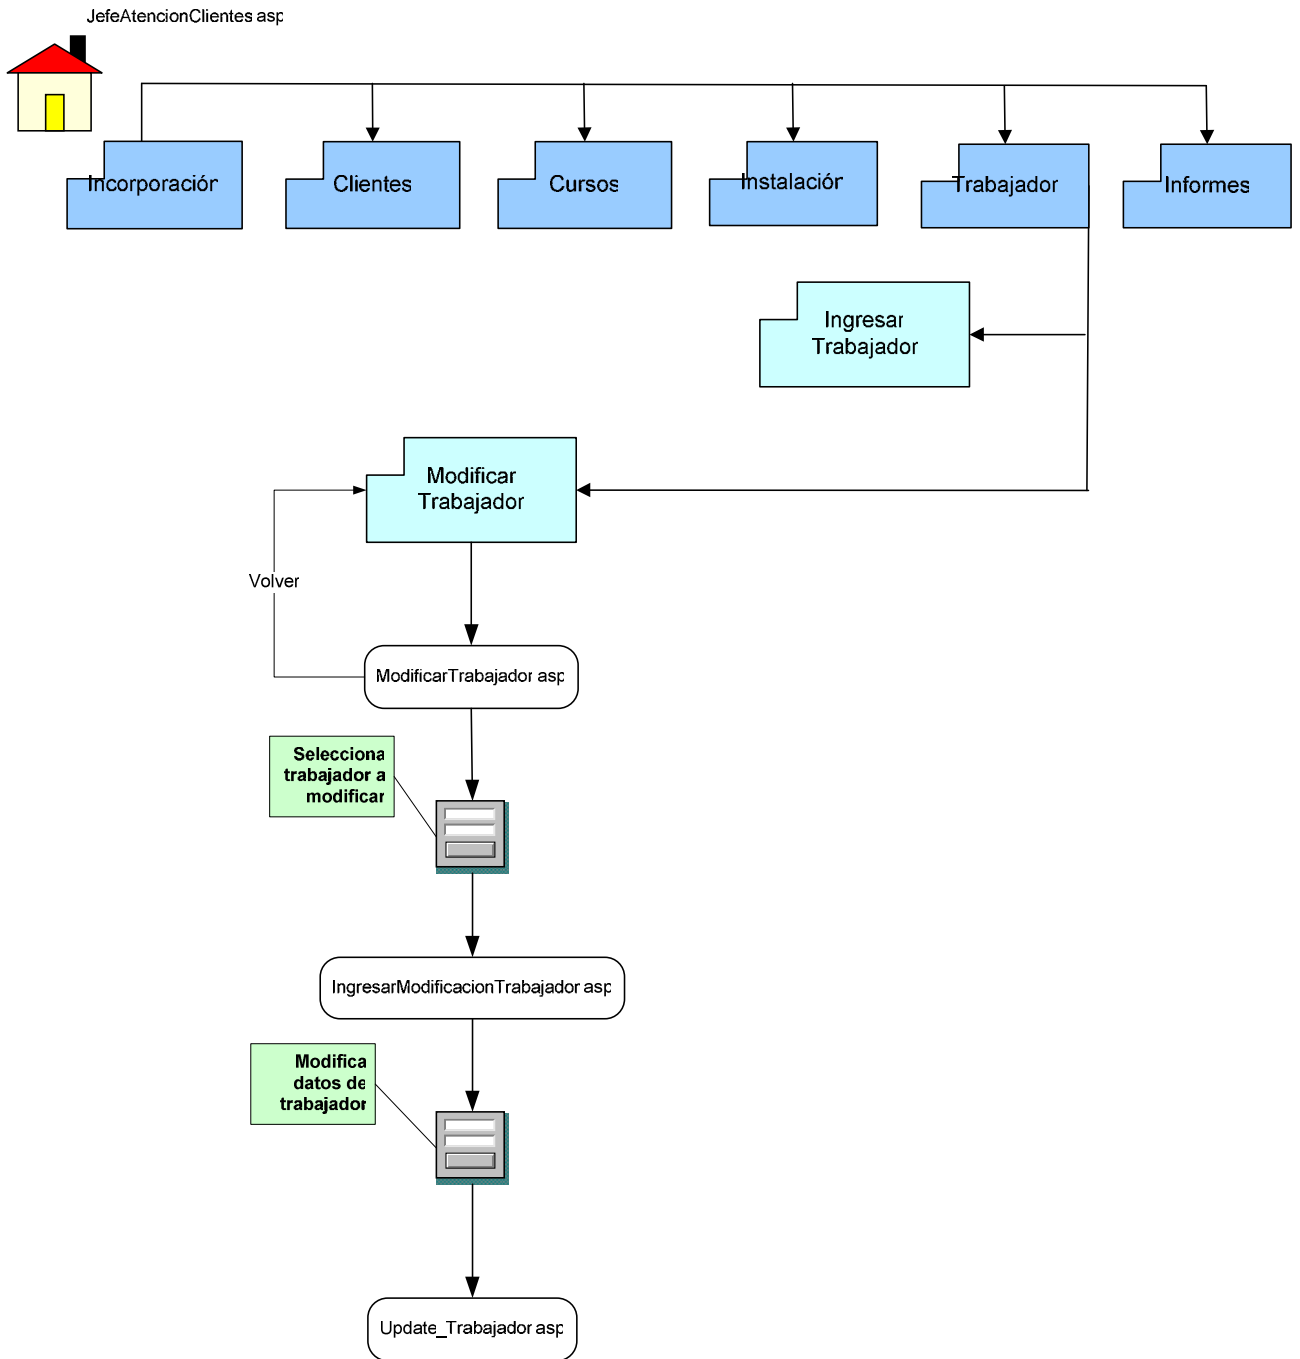 JefeAtencionClientes asp
Incorporación
Clientes
Cursos
Instalación
Trabajador
Informes
Ingresar
Trabajador
Modificar
Trabajador
Volver
ModificarTrabajador asp
Selecciona
trabajador a
modificar
IngresarModificacionTrabajador asp
Modifica
datos de
trabajador
Update_Trabajador asp